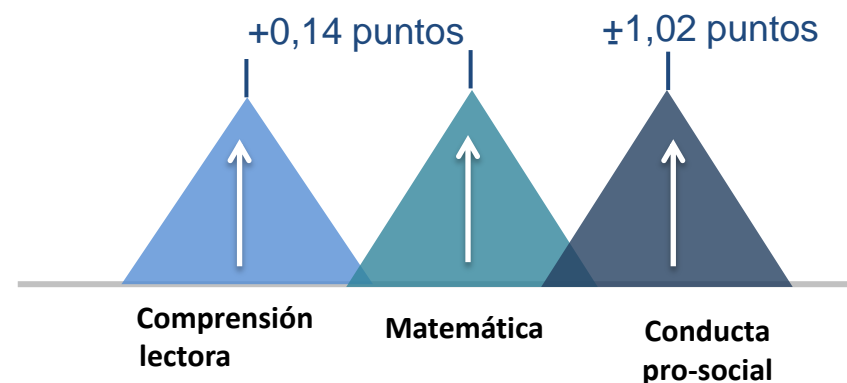 +0,14 puntos
±1,02 puntos
Comprensión
lectora
Matemática
Conducta
pro-social